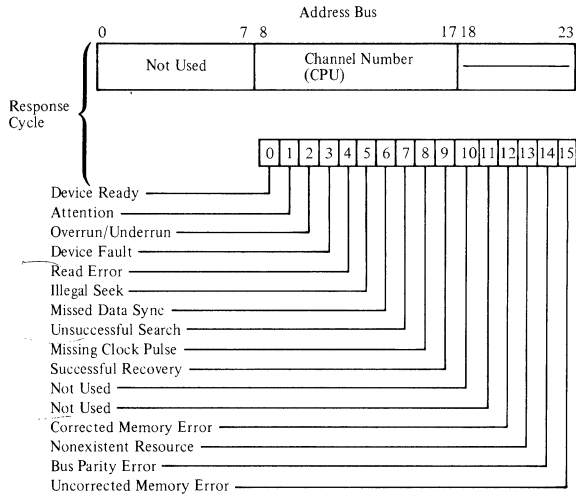 Address Bus
0 7 8 17 18 23
Not Used
Channel Number
(CPU)
Response
Cycle
0 1 2 3 4 5 6 7 8 9 10 11 12 13 14 15
Device Ready
Attention
Overrun/Underrun
Device Fault
Read Error
Illegal Seek
Missed Data Sync
Unsuccessful Search
Missing Clock Pulse
Successful Recovery
Not Used
Not Used
Corrected Memory Error
Nonexistent Resource
Bus Parity Error
Uncorrected Memory Error